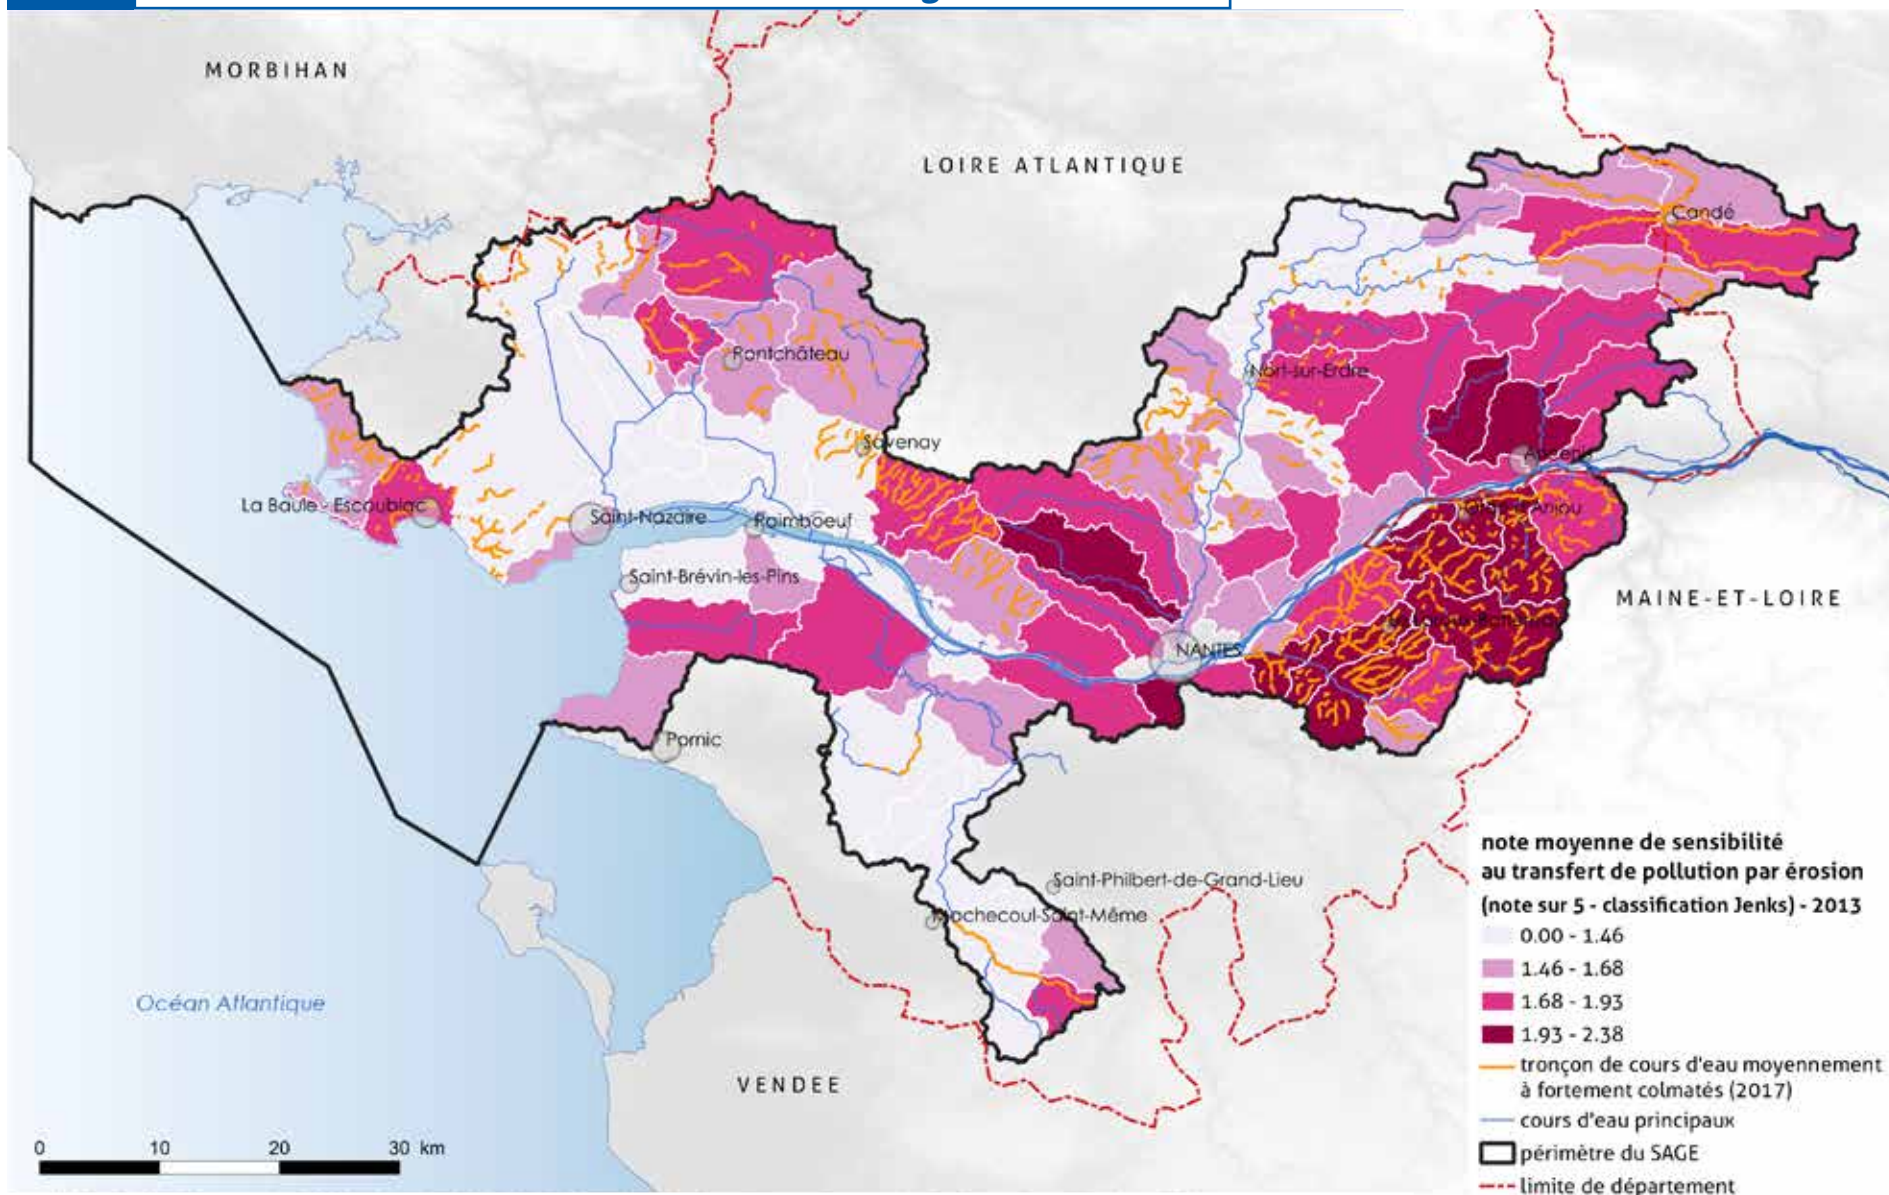 MORBIHAN
LOIRE ATLANTIQUE
Candé
Pontchâteau
Nort-sur-Erdre
Savenay
Ancenis
La Baule - Escoublac
Saint-Nazaire
Paimboeuf
d'Anjou
Saint-Brévin-les-Pins
MAINE-ET-LOIRE
NANTES
Pornic
Saint-Philbert-de-Grand-Lieu
Machecoul-Saint-Même
Océan Atlantique
VENDEE
note moyenne de sensibilité
au transfert de pollution par érosion
(note sur 5 - classification Jenks) - 2013
0.00 - 1.46
1.46 - 1.68
1.68 - 1.93
1.93 - 2.38
tronçon de cours d'eau moyennement
à fortement colmatés (2017)
cours d'eau principaux
périmètre du SAGE
limite de département
0 10 20 30 km